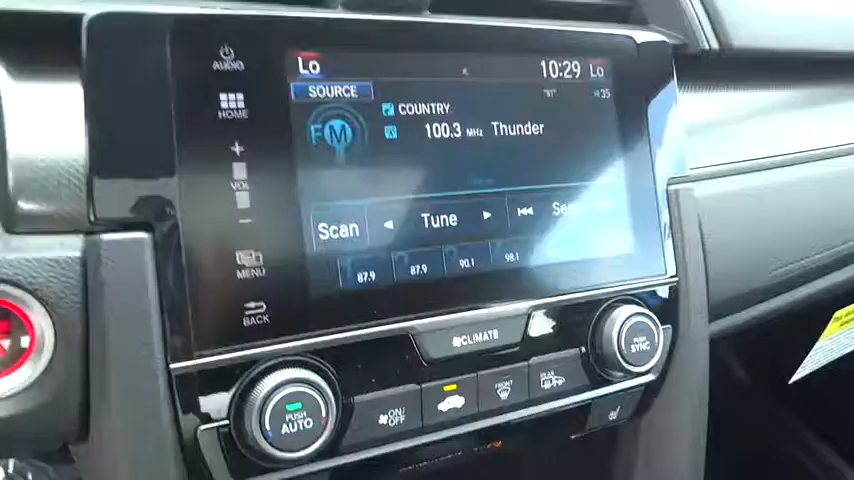 AUDIO
HOME
VOL
MENU
BACK
Lo
10:29 Lo
SOURCE
FM
COUNTRY
100.3 MHz Thunder
Scan
Tune
87.9
87.9
90.1
98.1
CLIMATE
PUSH
AUTO
ON/
OFF
FRONT
REAR
PUSH
SYNC